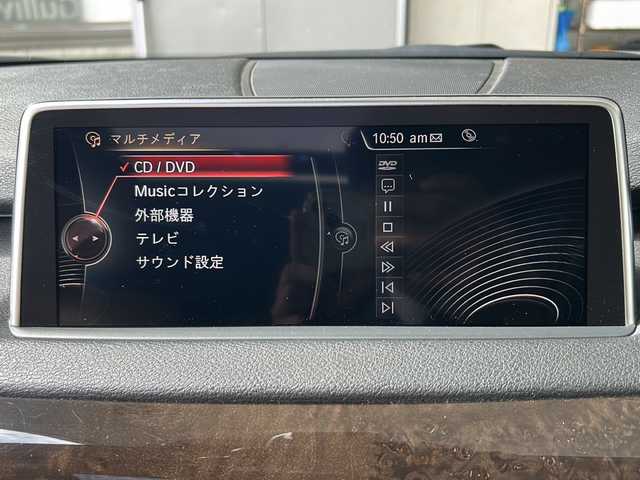 マルチメディア
10:50 am
✓ CD / DVD
Musicコレクション
外部機器
テレビ
サウンド設定
DVD